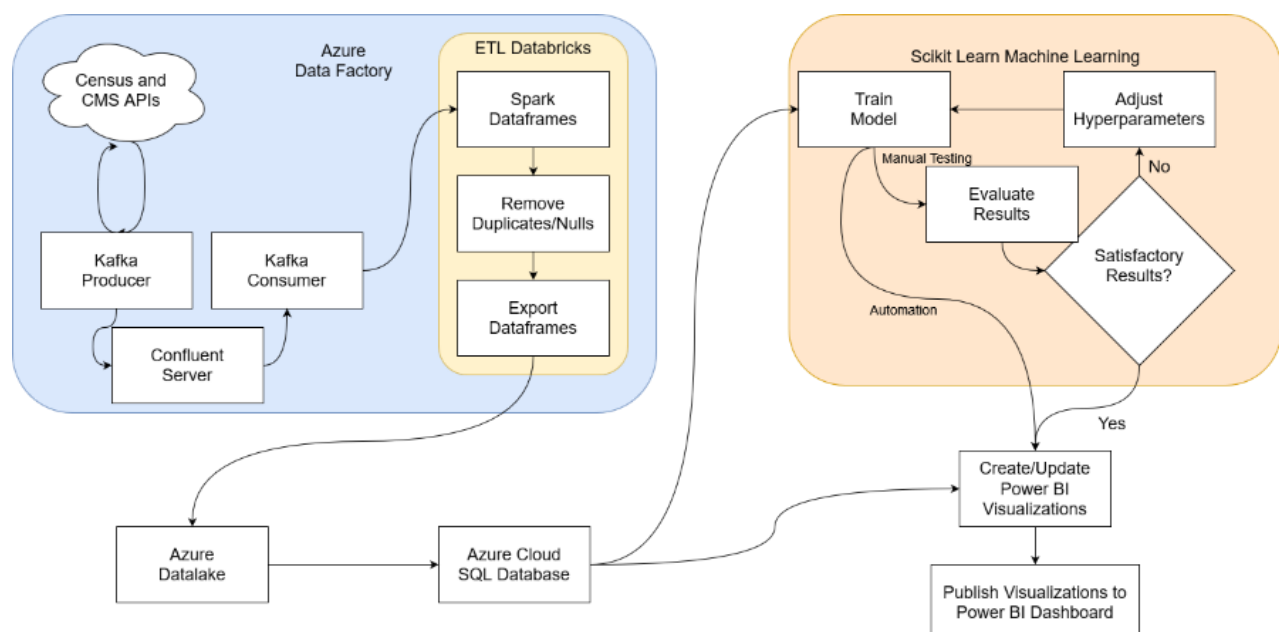 Azure
Data Factory
Census and
CMS APIs
Kafka
Producer
Confluent
Server
Kafka
Consumer
ETL Databricks
Spark
Dataframes
Remove
Duplicates/Nulls
Export
Dataframes
Azure
Datalake
Azure Cloud
SQL Database
Scikit Learn Machine Learning
Train
Model
Adjust
Hyperparameters
Manual Testing
Evaluate
Results
No
Satisfactory
Results?
Automation
Yes
Create/Update
Power BI
Visualizations
Publish Visualizations to
Power BI Dashboard